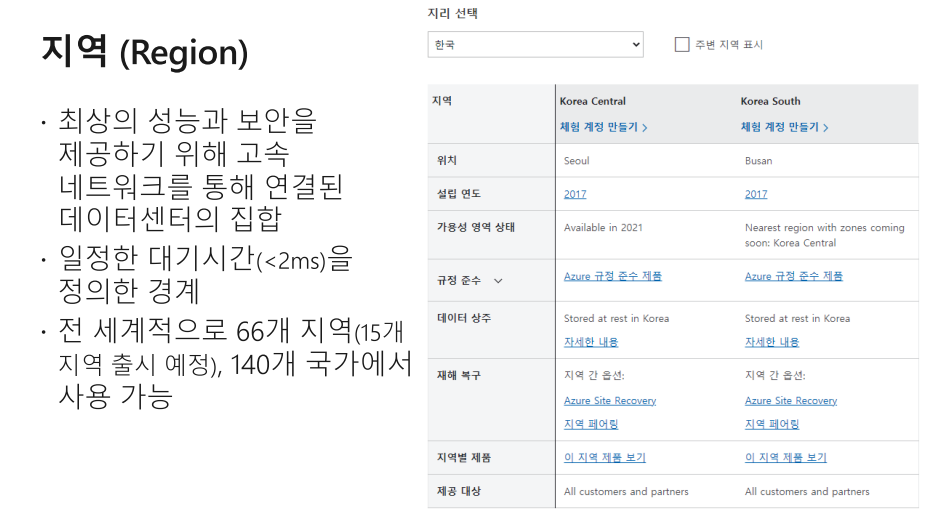 지역 (Region)
• 최상의 성능과 보안을
제공하기 위해 고속
네트워크를 통해 연결된
데이터센터의 집합
• 일정한 대기시간(<2ms)을
정의한 경계
• 전 세계적으로 66개 지역(15개
지역 출시 예정), 140개 국가에서
사용 가능
지리 선택
한국
주변 지역 표시
지역 Korea Central Korea South
체험 계정 만들기 > 체험 계정 만들기 >
위치 Seoul Busan
설립 연도 2017 2017
가용성 영역 상태 Available in 2021 Nearest region with zones coming
soon: Korea Central
규정 준수 Azure 규정 준수 제품 Azure 규정 준수 제품
데이터 상주 Stored at rest in Korea Stored at rest in Korea
자세한 내용 자세한 내용
재해 복구 지역 간 옵션: 지역 간 옵션:
Azure Site Recovery Azure Site Recovery
지역 페어링 지역 페어링
지역별 제품 이 지역 제품 보기 이 지역 제품 보기
제공 대상 All customers and partners All customers and partners